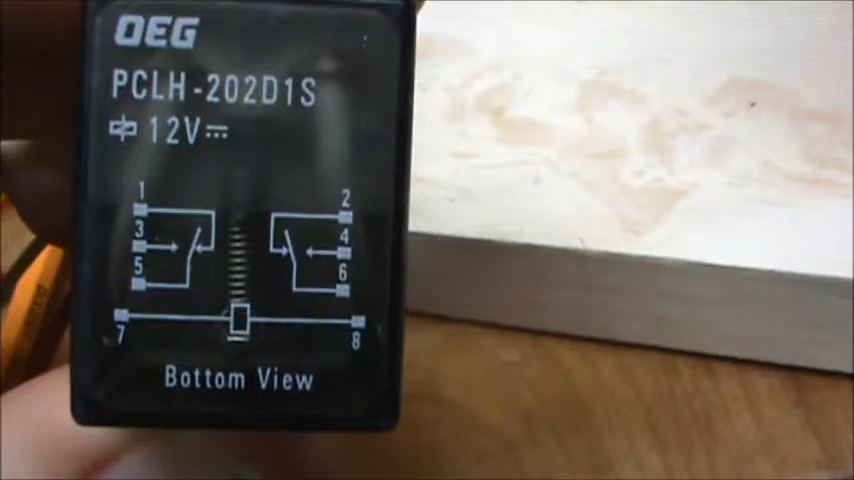 OEG
PCLH-202D1S
12V
1 2
3 4
5 6
7 8
Bottom View